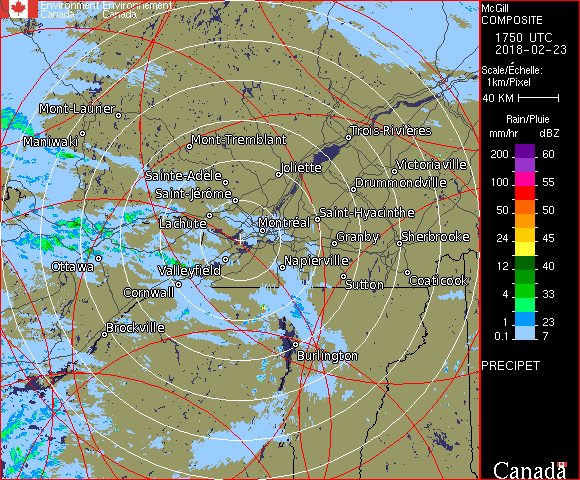 Environment Environnement
Canada Canada
Mont-Laurier
Maniwaki
Mont-Tremblant
Trois-Rivières
Sainte-Adèle
Joliette
Victoriaville
Saint-Jérôme
Drummondville
Lachute
Montréal
Saint-Hyacinthe
Granby
Sherbrooke
Ottawa
Valleyfield
Napierville
Cornwall
Sutton
Coaticook
Brockville
Burlington
McGill
COMPOSITE
1750 UTC
2018-02-23
Scale/Échelle:
1km/Pixel
40 KM
Rain/Pluie
mm/hr dBZ
200 60
100 55
50 50
24 45
12 40
4 33
1 23
0.1 7
PRECIPET
Canada